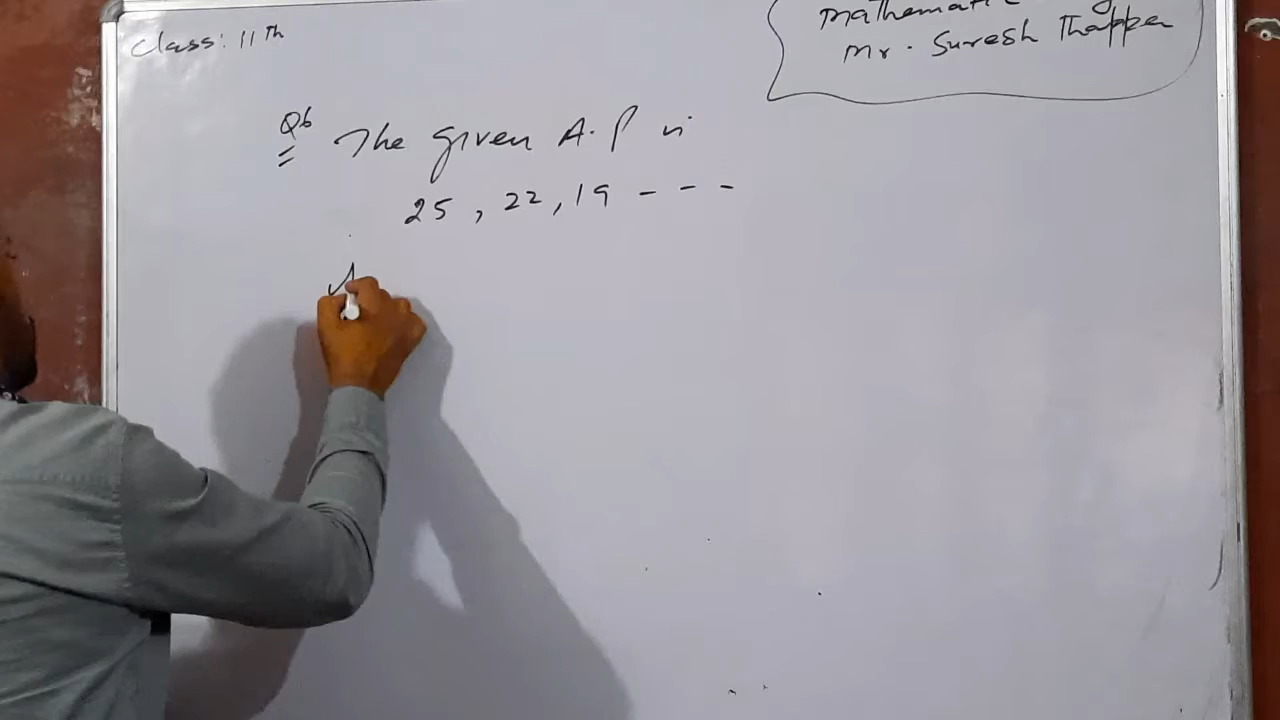 Class: 11th
Mr. Suresh Thapper
Q6 The given A.P is
25, 22, 19 - - -